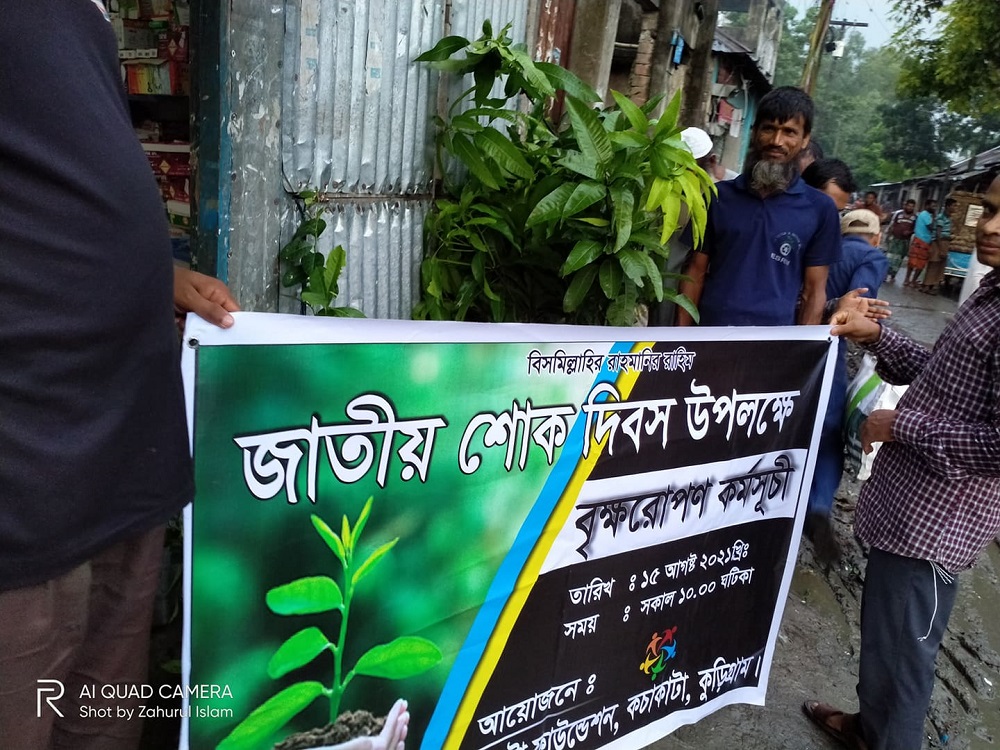 বিসমিল্লাহির রাহমানির রাহিম
জাতীয় শোক দিবস উপলক্ষে
বৃক্ষরোপণ কর্মসূচী
তারিখ : ১৫ আগষ্ট ২০২১খ্রিঃ
সময় : সকাল ১০.০০ ঘটিকা
আয়োজনে :
ফাউন্ডেশন, কচাকাটা, কুড়িগ্রাম।
R
AI QUAD CAMERA
Shot by Zahurul Islam